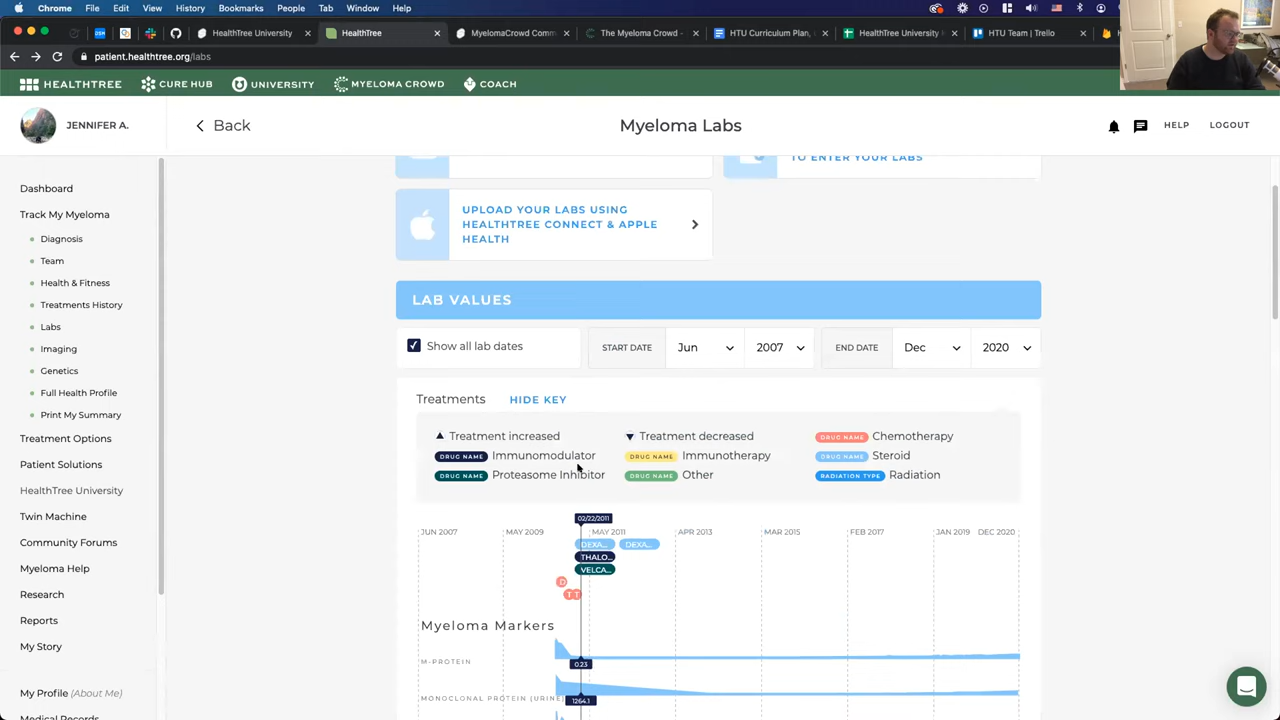 Chrome File Edit View History Bookmarks People Tab Window Help
HealthTree University
HealthTree
MyelomaCrowd Comm
The Myeloma Crowd -
HTU Curriculum Plan,
HealthTree University
HTU Team | Trello
patient.healthtree.org/labs
HEALTHTREE CURE HUB UNIVERSITY MYELOMA CROWD COACH
JENNIFER A.
Back
Myeloma Labs
HELP
LOGOUT
Dashboard
Track My Myeloma
Diagnosis
Team
Health & Fitness
Treatments History
Labs
Imaging
Genetics
Full Health Profile
Print My Summary
Treatment Options
Patient Solutions
HealthTree University
Twin Machine
Community Forums
Myeloma Help
Research
Reports
My Story
My Profile (About Me)
Medical Records
TO ENTER YOUR LABS
UPLOAD YOUR LABS USING
HEALTHTREE CONNECT & APPLE
HEALTH
LAB VALUES
Show all lab dates
START DATE Jun 2007
END DATE Dec 2020
Treatments HIDE KEY
Treatment increased
Treatment decreased
DRUG NAME Chemotherapy
DRUG NAME Immunomodulator
DRUG NAME Immunotherapy
DRUG NAME Steroid
DRUG NAME Proteasome Inhibitor
DRUG NAME Other
RADIATION TYPE Radiation
02/22/2011
JUN 2007 MAY 2009 MAY 2011 APR 2013 MAR 2015 FEB 2017 JAN 2019 DEC 2020
DEXA... DEXA...
THALO...
VELCA...
D
T T
Myeloma Markers
M-PROTEIN
0.23
MONOCLONAL PROTEIN (URINE)
1264.1